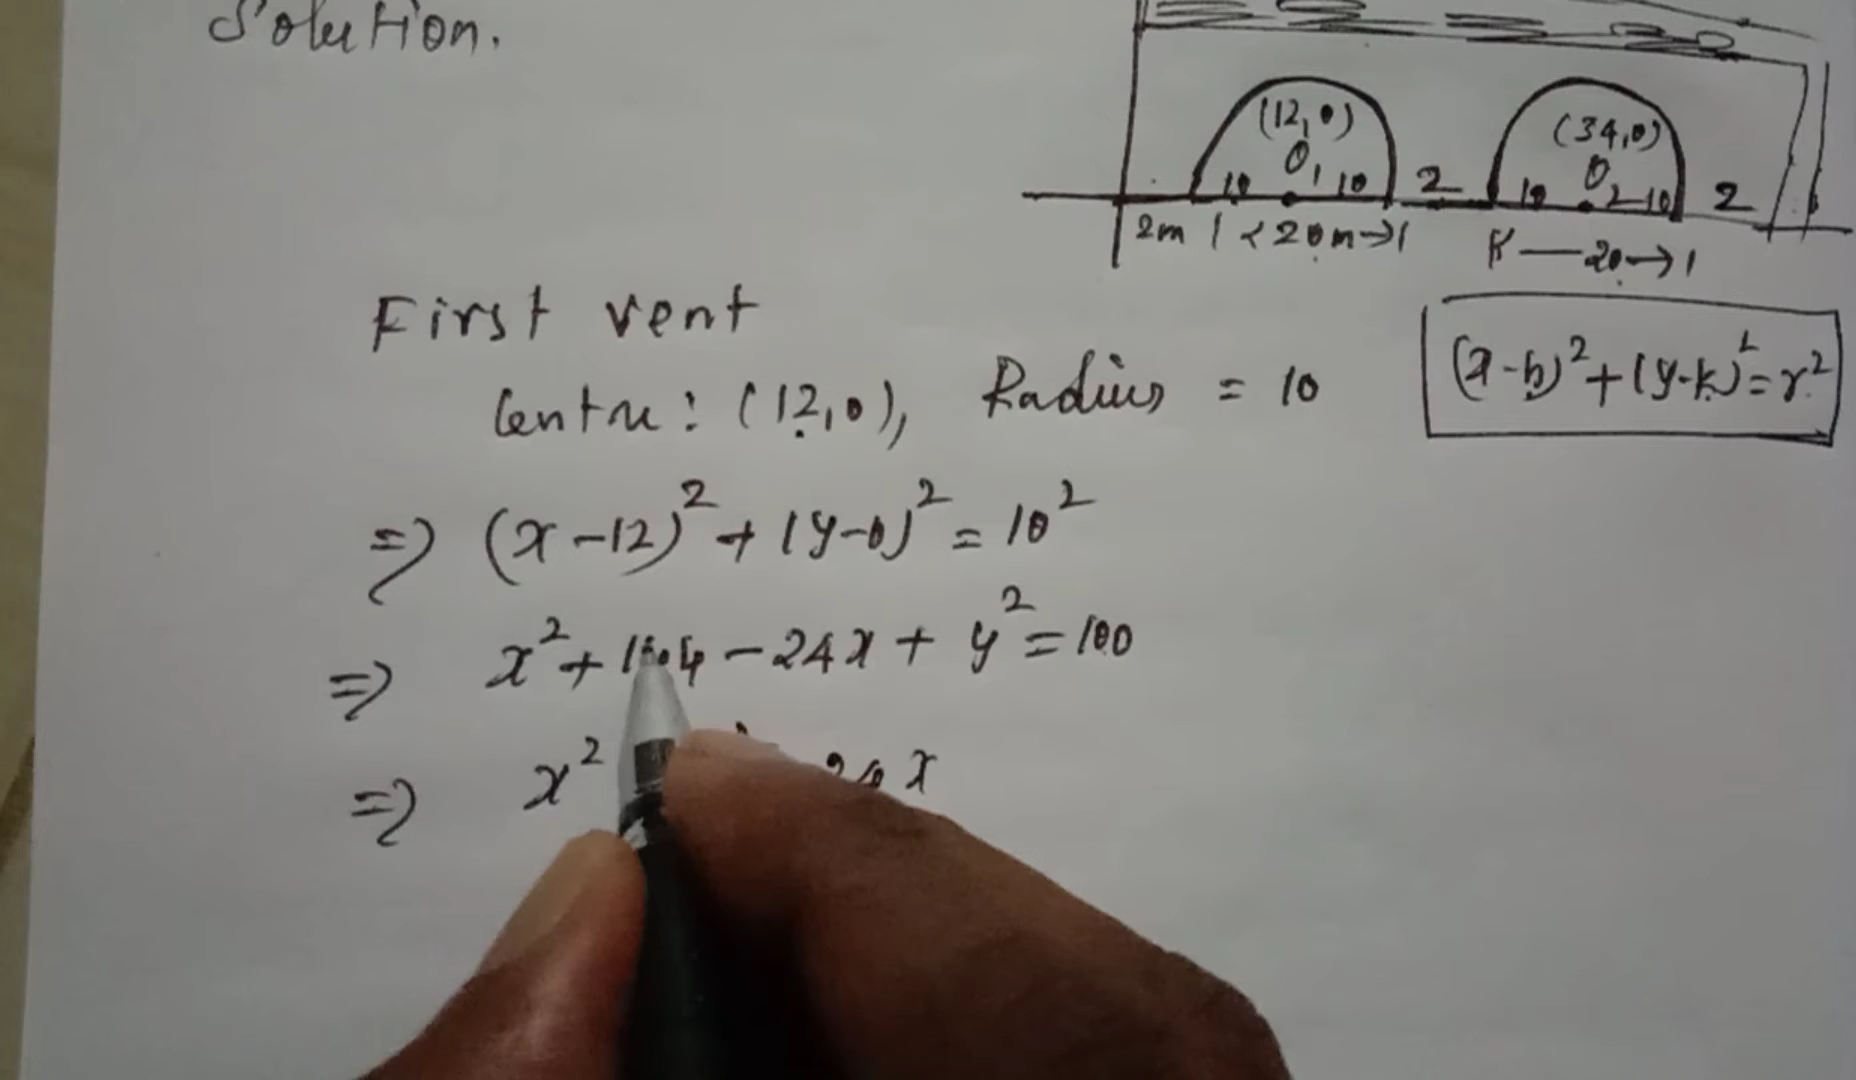 Solution.
(12,0) (34,0)
O1 O2
10 10 2 10 10 2
2m |<20m→| K—20→|
First vent
Centre: (12,0), Radius = 10
(x-h)²+(y-k)²=r²
⇒ (x-12)²+(y-0)²=10²
⇒ x²+144-24x+y²=100
⇒ x² 24x